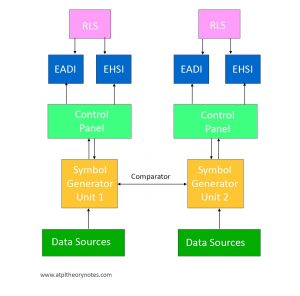 RLS
RLS
EADI
EHSI
EADI
EHSI
Control
Panel
Control
Panel
Symbol
Generator
Unit 1
Comparator
Symbol
Generator
Unit 2
Data Sources
Data Sources
www.atpltheorynotes.com